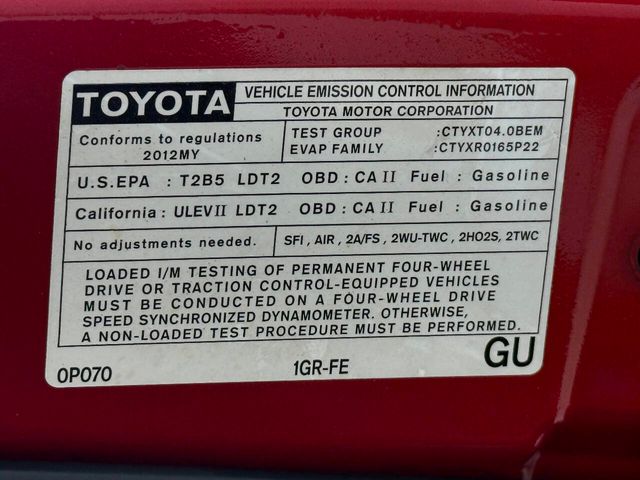 TOYOTA
VEHICLE EMISSION CONTROL INFORMATION
TOYOTA MOTOR CORPORATION
Conforms to regulations
2012MY
TEST GROUP :CTYXT04.0BEM
EVAP FAMILY :CTYXR0165P22
U.S.EPA : T2B5 LDT2 OBD : CA II Fuel : Gasoline
California : ULEV II LDT2 OBD : CA II Fuel : Gasoline
No adjustments needed.
SFI , AIR , 2A/FS , 2WU-TWC , 2HO2S, 2TWC
LOADED I/M TESTING OF PERMANENT FOUR-WHEEL
DRIVE OR TRACTION CONTROL-EQUIPPED VEHICLES
MUST BE CONDUCTED ON A FOUR-WHEEL DRIVE
SPEED SYNCHRONIZED DYNAMOMETER. OTHERWISE,
A NON-LOADED TEST PROCEDURE MUST BE PERFORMED.
0P070 1GR-FE GU